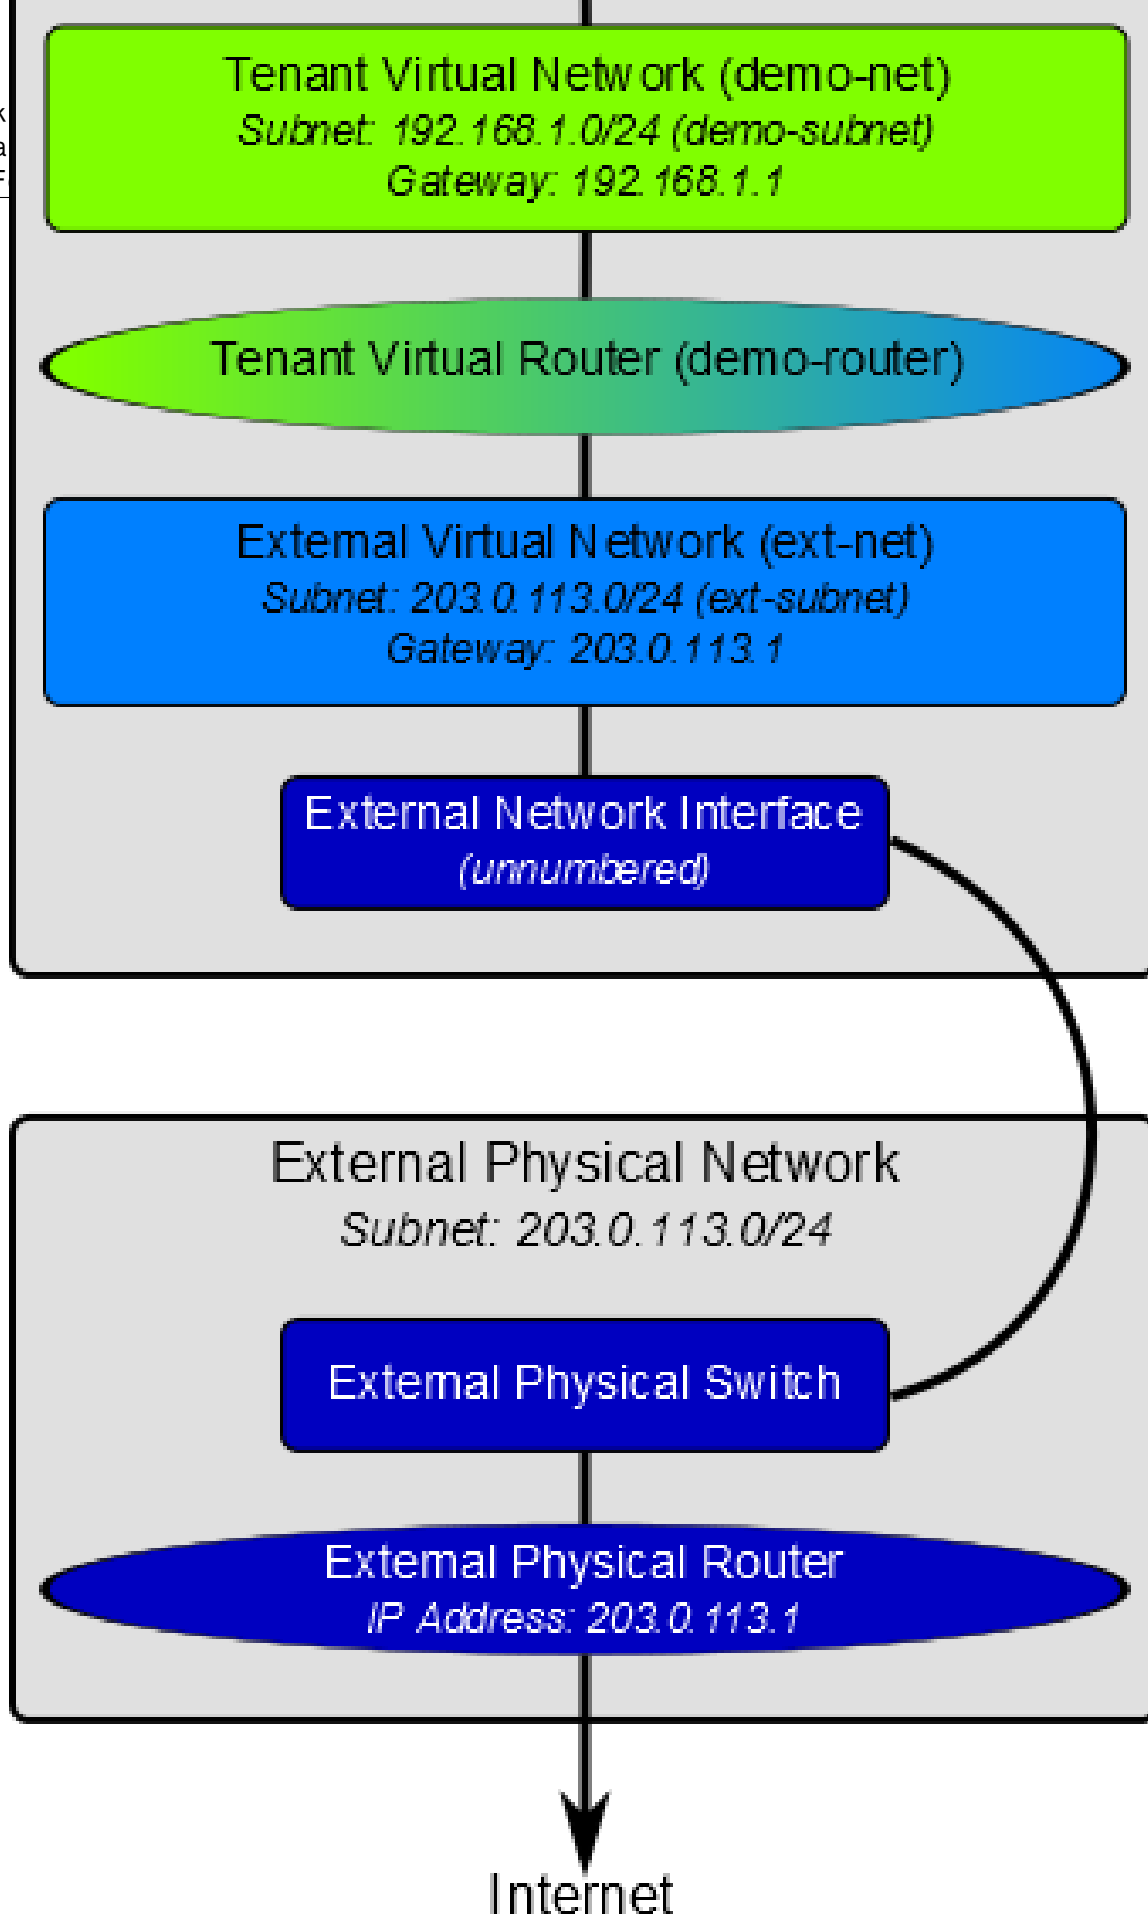 Tenant Virtual Network (demo-net)
Subnet: 192.168.1.0/24 (demo-subnet)
Gateway: 192.168.1.1
Tenant Virtual Router (demo-router)
External Virtual Network (ext-net)
Subnet: 203.0.113.0/24 (ext-subnet)
Gateway: 203.0.113.1
External Network Interface
(unnumbered)
External Physical Network
Subnet: 203.0.113.0/24
External Physical Switch
External Physical Router
IP Address: 203.0.113.1
Internet